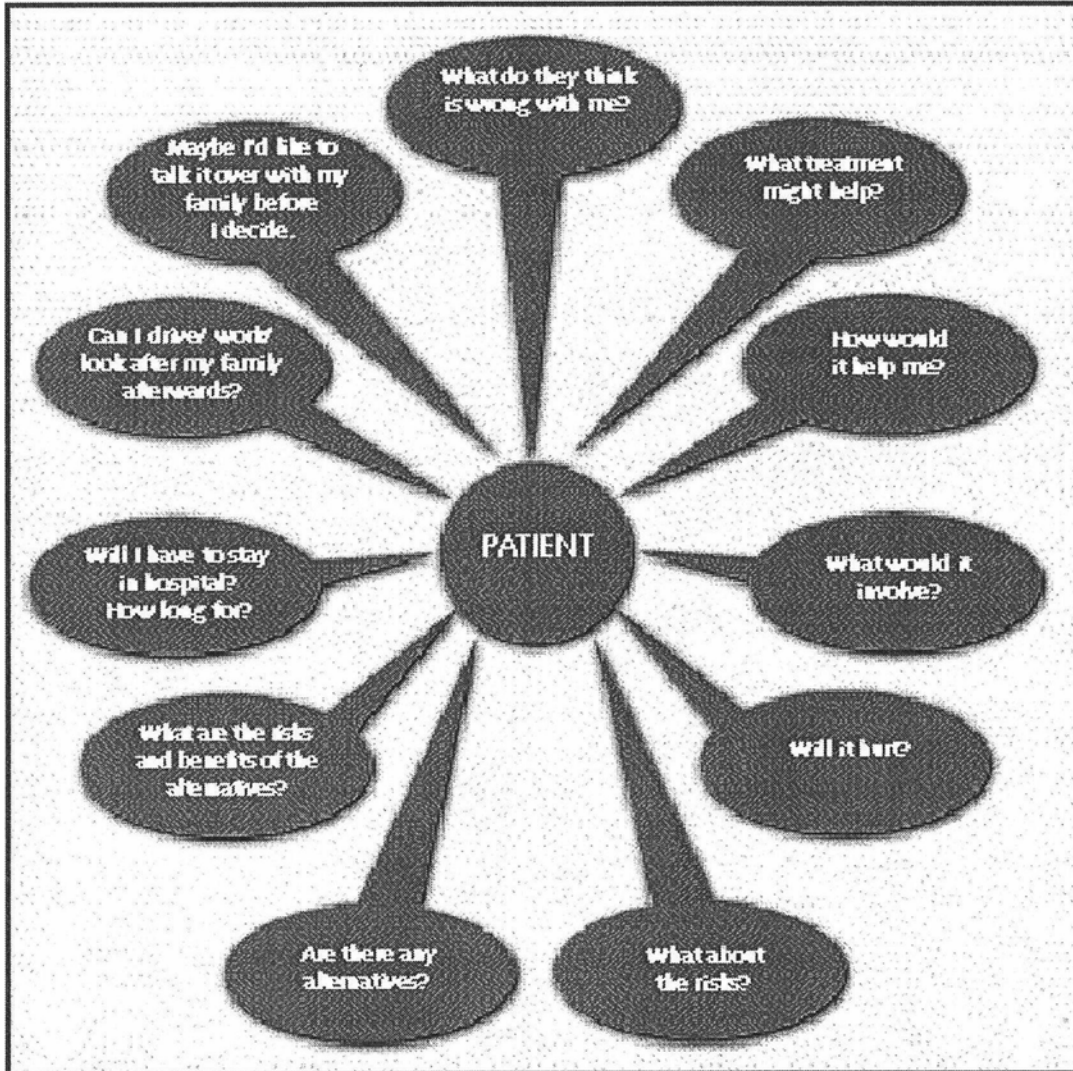 What do they think
is wrong with me?
What treatment
might help?
How would
it help me?
What would it
involve?
Will it hurt?
What about
the risks?
Are there any
alternatives?
What are the risks
and benefits of the
alternatives?
Will I have to stay
in hospital?
How long for?
Can I drive/ work/
look after my family
afterwards?
Maybe I'd like to
talk it over with my
family before
I decide.
PATIENT